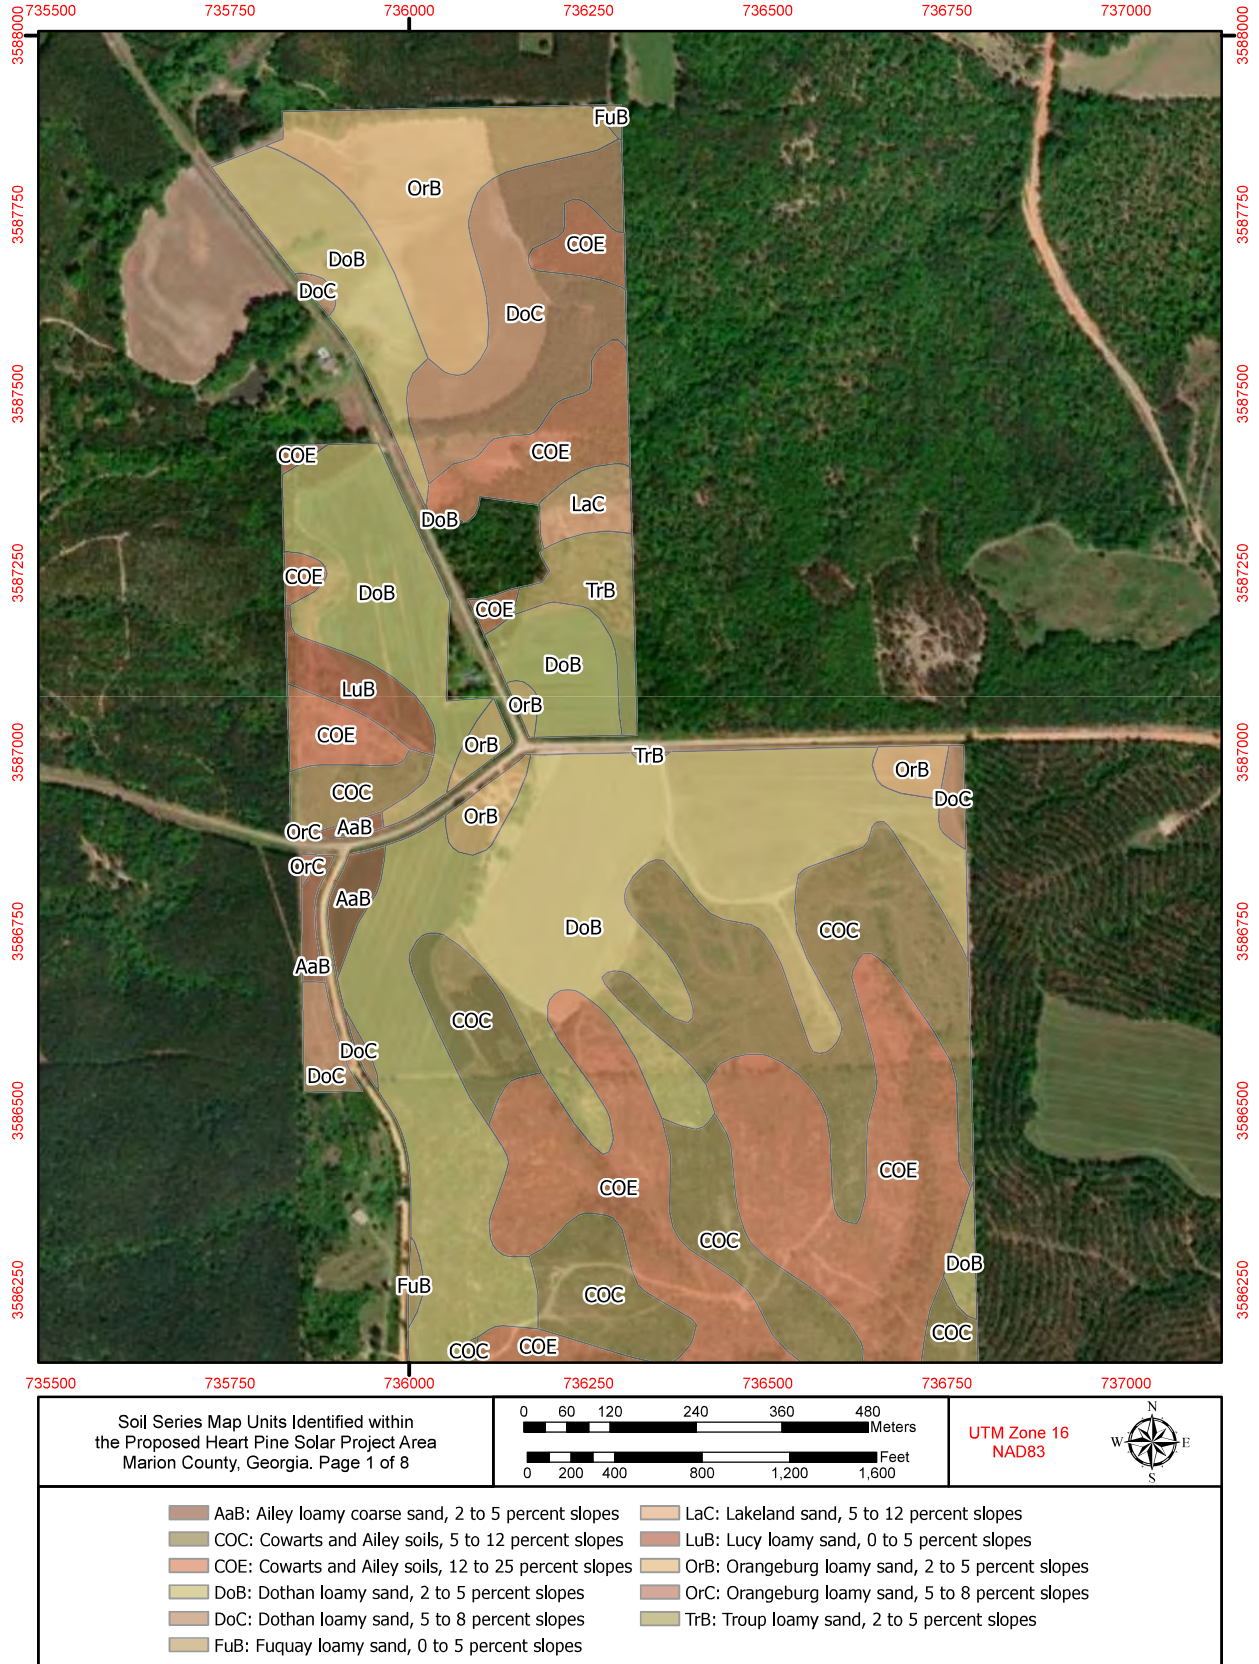 735500 735750 736000 736250 736500 736750 737000
3588000 3588000
FuB
OrB
3587750 3587750
COE
DoB
DoC
DoC
3587500 3587500
COE
COE
LaC
DoB
3587250 3587250
COE
DoB
TrB
COE
DoB
LuB
OrB
COE
OrB
3587000 3587000
TrB
OrB
COC
DoC
OrB
AaB
OrC
OrC
AaB
3586750 3586750
DoB
COC
AaB
COC
DoC
DoC
3586500 3586500
COE
COE
COC
DoB
3586250 3586250
FuB
COC
COC
COE
COC
735500 735750 736000 736250 736500 736750 737000
Soil Series Map Units Identified within
the Proposed Heart Pine Solar Project Area
Marion County, Georgia. Page 1 of 8
0 60 120 240 360 480
Meters
Feet
0 200 400 800 1,200 1,600
UTM Zone 16
NAD83
N
W E
S
AaB: Ailey loamy coarse sand, 2 to 5 percent slopes
COC: Cowarts and Ailey soils, 5 to 12 percent slopes
COE: Cowarts and Ailey soils, 12 to 25 percent slopes
DoB: Dothan loamy sand, 2 to 5 percent slopes
DoC: Dothan loamy sand, 5 to 8 percent slopes
FuB: Fuquay loamy sand, 0 to 5 percent slopes
LaC: Lakeland sand, 5 to 12 percent slopes
LuB: Lucy loamy sand, 0 to 5 percent slopes
OrB: Orangeburg loamy sand, 2 to 5 percent slopes
OrC: Orangeburg loamy sand, 5 to 8 percent slopes
TrB: Troup loamy sand, 2 to 5 percent slopes